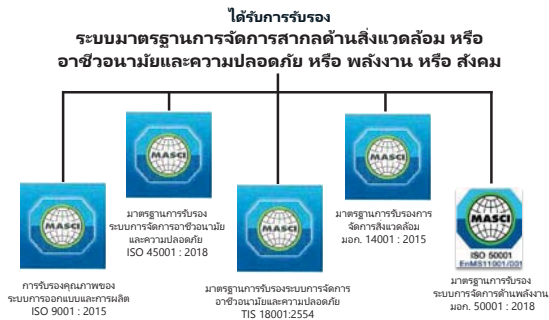 ได้รับการรับรอง
ระบบมาตรฐานการจัดการสากลด้านสิ่งแวดล้อม หรือ
อาชีวอนามัยและความปลอดภัย หรือ พลังงาน หรือ สังคม
MASCI
การรับรองคุณภาพของ
ระบบการออกแบบและการผลิต
ISO 9001 : 2015
MASCI
มาตรฐานการรับรอง
ระบบการจัดการอาชีวอนามัย
และความปลอดภัย
ISO 45001 : 2018
MASCI
มาตรฐานการรับรองระบบการจัดการ
อาชีวอนามัยและความปลอดภัย
TIS 18001:2554
MASCI
มาตรฐานการรับรองการ
จัดการสิ่งแวดล้อม
มอก. 14001 : 2015
MASCI
ISO 50001
EnMS11001/001
มาตรฐานการรับรอง
ระบบการจัดการด้านพลังงาน
มอก. 50001 : 2018